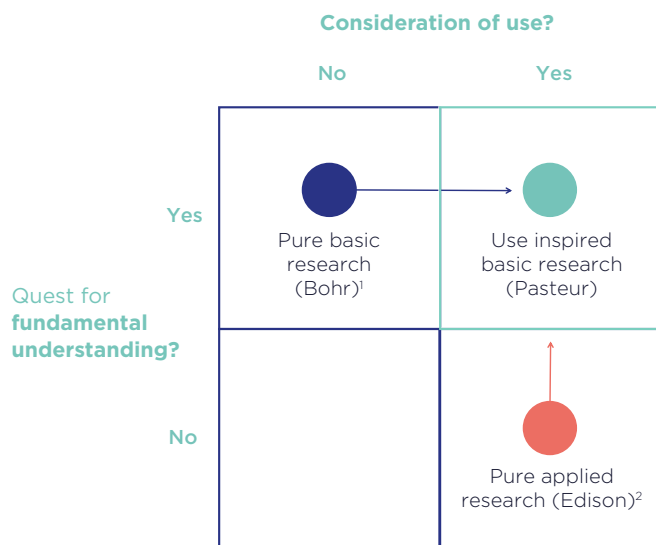 Consideration of use?
No
Yes
Yes
Pure basic
research
(Bohr)¹
Use inspired
basic research
(Pasteur)
Quest for
fundamental
understanding?
No
Pure applied
research (Edison)²